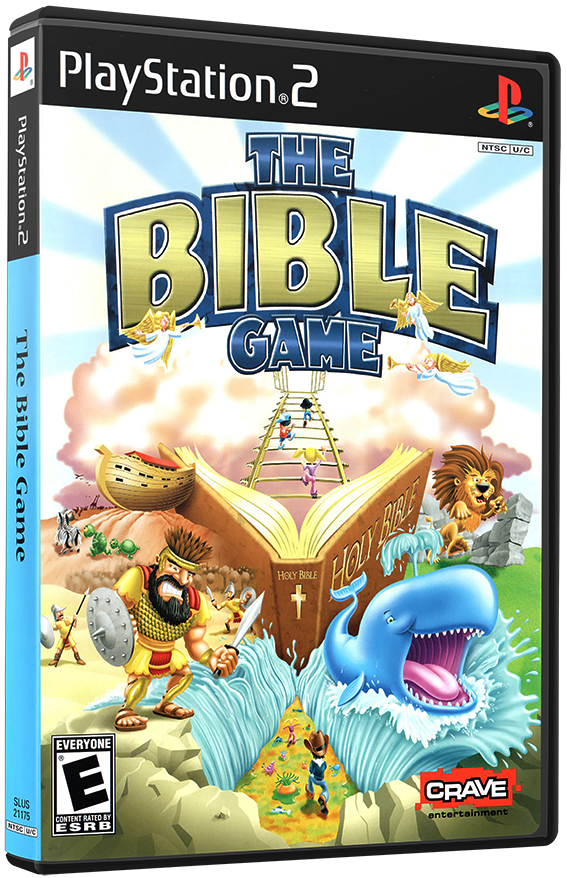 PlayStation®2
NTSC U/C
THE
BIBLE
GAME
HOLY BIBLE
HOLY BIBLE
EVERYONE
E
®
CONTENT RATED BY
ESRB
CRAVE
entertainment
PlayStation®2
The Bible Game
SLUS
21175
NTSC U/C